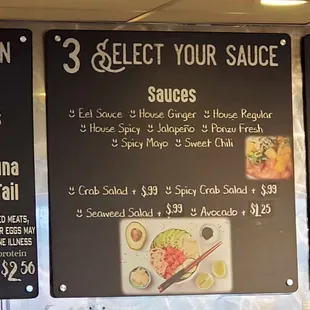 3 SELECT YOUR SAUCE
Sauces
Eel Sauce House Ginger House Regular
House Spicy Jalapeño Ponzu Fresh
Spicy Mayo Sweet Chili
Crab Salad + $.99 Spicy Crab Salad + $.99
Seaweed Salad + $.99 Avocado + $1.25
N
una
Tail
ED MEATS,
R EGGS MAY
NE ILLNESS
protein
$2.50